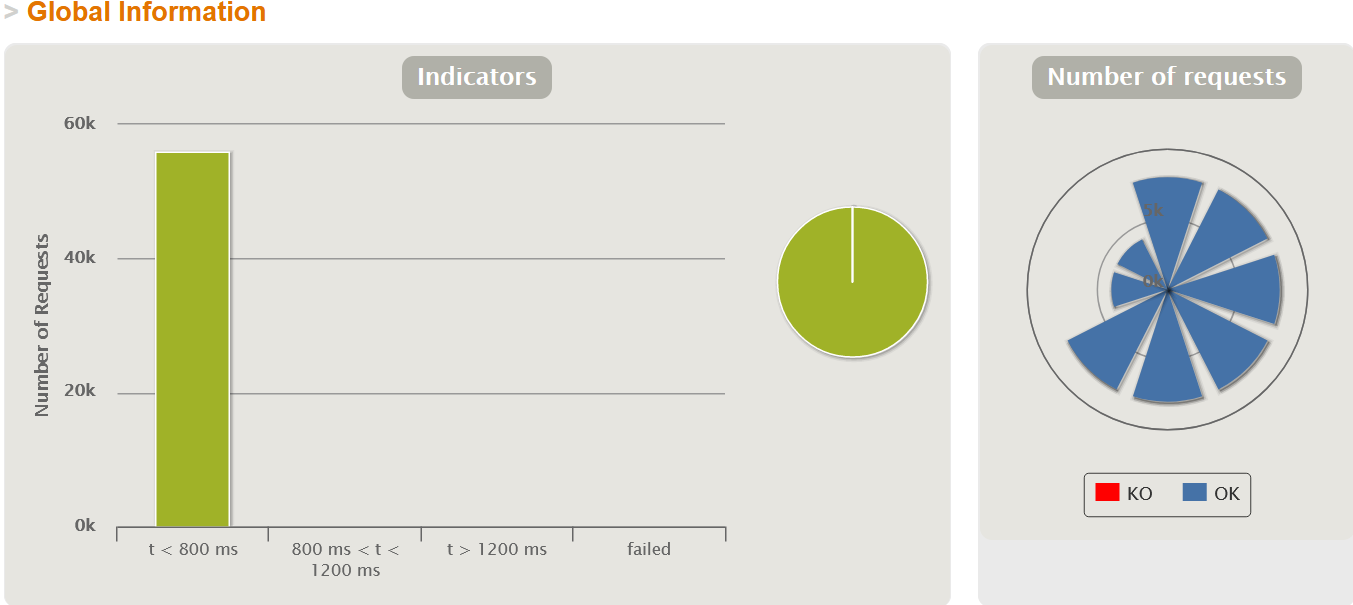 > Global Information
Indicators
60k
40k
20k
0k
Number of Requests
t < 800 ms
800 ms < t <
1200 ms
t > 1200 ms
failed
Number of requests
5k
0k
KO
OK